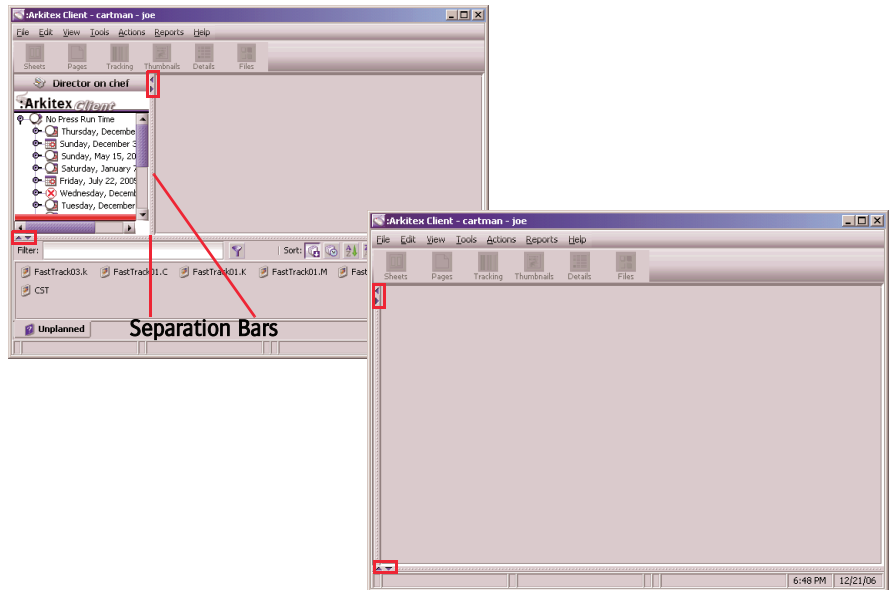 :Arkitex Client - cartman - joe
File Edit View Tools Actions Reports Help
Sheets Pages Tracking Thumbnails Details Files
Director on chef
:Arkitex Client
No Press Run Time
Thursday, Decembe
Sunday, December 3
Sunday, May 15, 20
Saturday, January 7
Friday, July 22, 2005
Wednesday, Decemb
Tuesday, December
Filter: Sort:
FastTrack03.k FastTrack01.C FastTrack01.K FastTrack01.M Fast
CST
Unplanned
Separation Bars
:Arkitex Client - cartman - joe
File Edit View Tools Actions Reports Help
Sheets Pages Tracking Thumbnails Details Files
6:48 PM 12/21/06